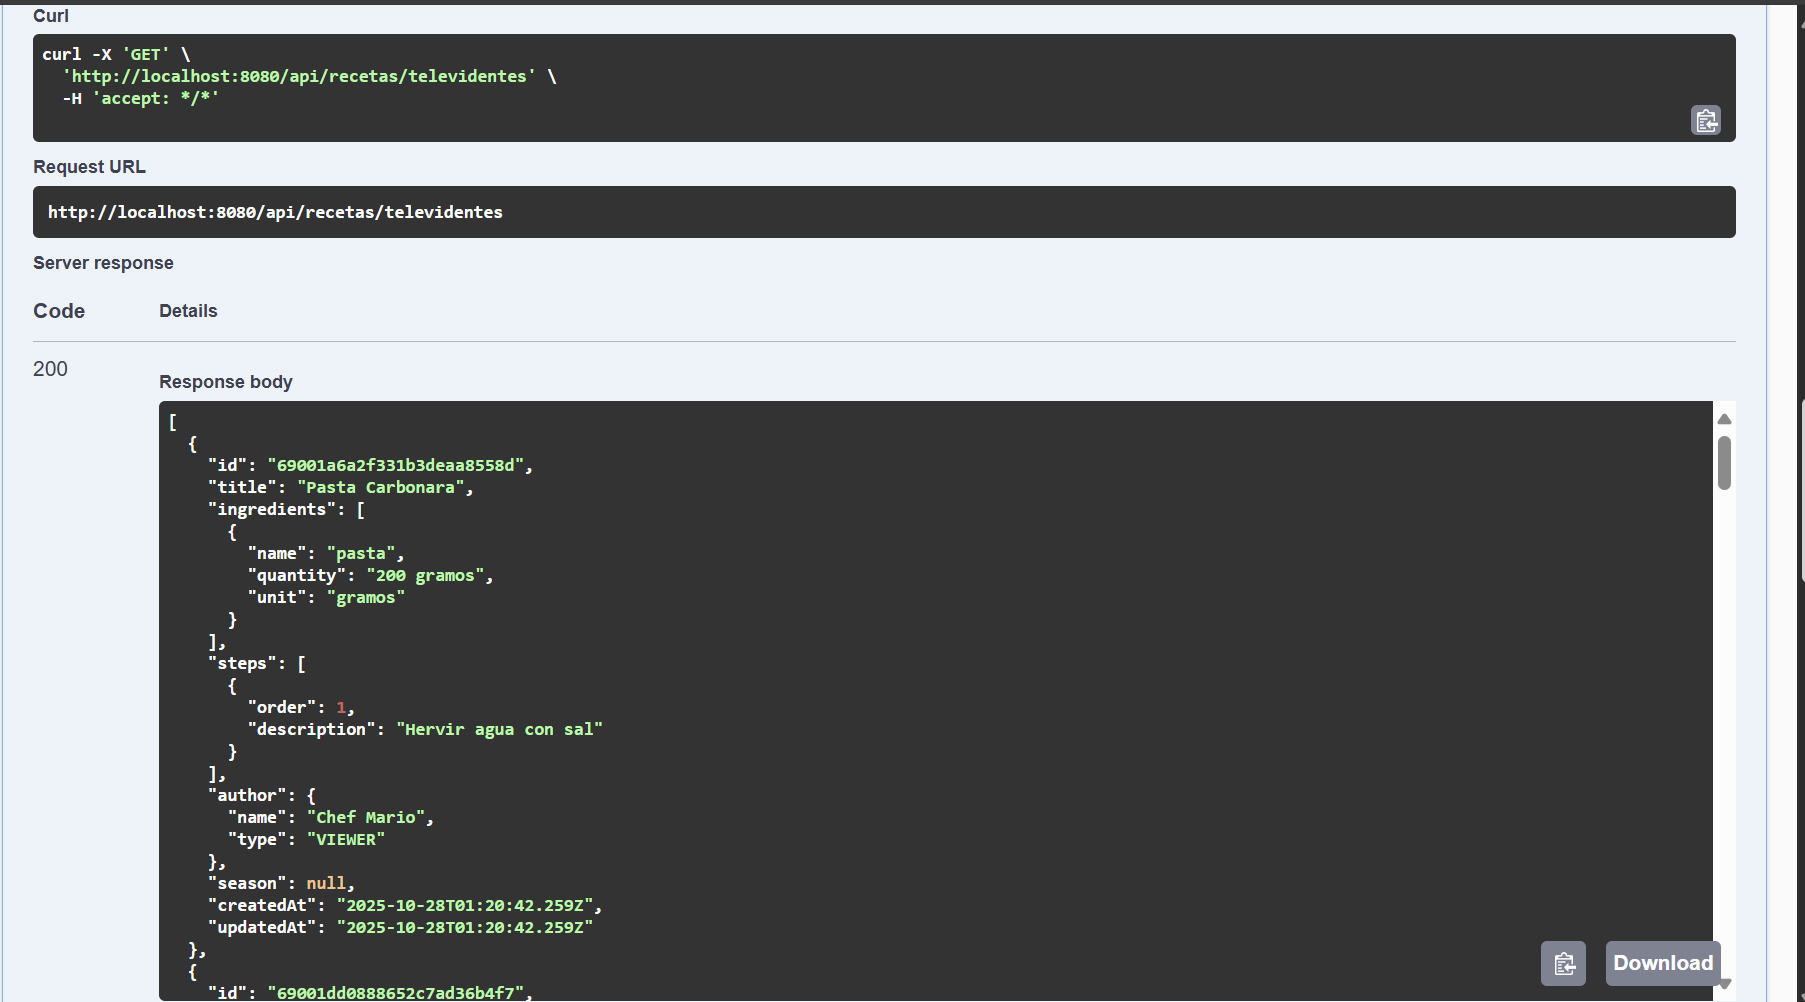 Curl
curl -X 'GET' \
  'http://localhost:8080/api/recetas/televidentes' \
  -H 'accept: */*'
Request URL
http://localhost:8080/api/recetas/televidentes
Server response
Code Details
200
Response body
[
  {
    "id": "69001a6a2f331b3deaa8558d",
    "title": "Pasta Carbonara",
    "ingredients": [
      {
        "name": "pasta",
        "quantity": "200 gramos",
        "unit": "gramos"
      }
    ],
    "steps": [
      {
        "order": 1,
        "description": "Hervir agua con sal"
      }
    ],
    "author": {
      "name": "Chef Mario",
      "type": "VIEWER"
    },
    "season": null,
    "createdAt": "2025-10-28T01:20:42.259Z",
    "updatedAt": "2025-10-28T01:20:42.259Z"
  },
  {
    "id": "69001dd0888652c7ad36b4f7",
Download